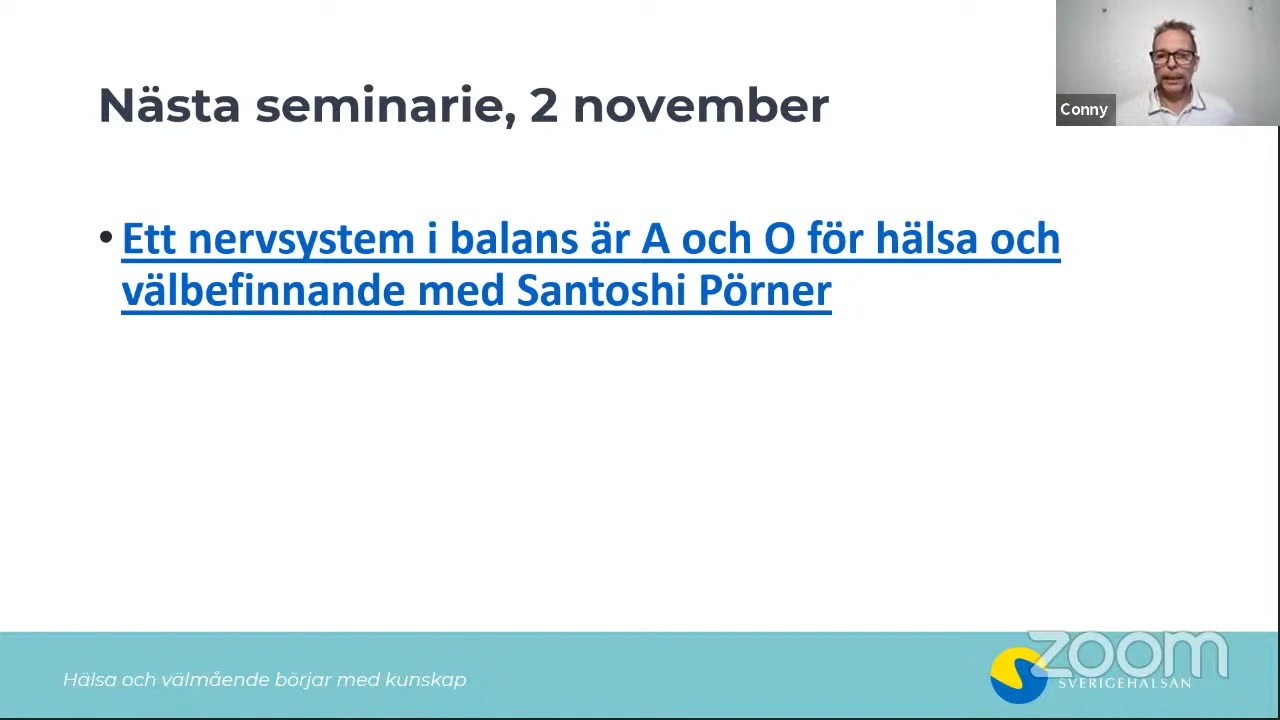 Nästa seminarie, 2 november
Conny
• Ett nervsystem i balans är A och O för hälsa och
välbefinnande med Santoshi Pörner
Hälsa och välmående börjar med kunskap
zoom
SVERIGEHÄLSAN